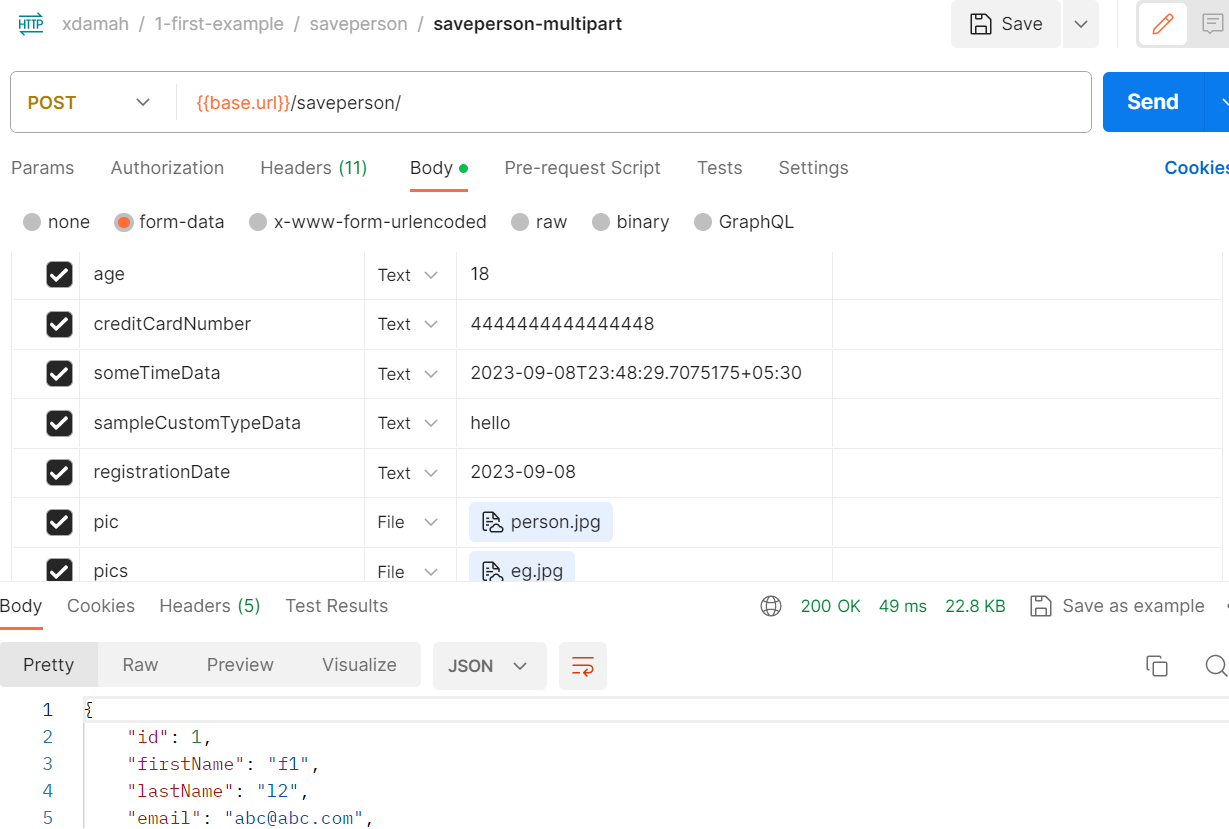 HTTP xdamah / 1-first-example / saveperson / saveperson-multipart Save
POST {{base.url}}/saveperson/ Send
Params Authorization Headers (11) Body Pre-request Script Tests Settings Cookies
none form-data x-www-form-urlencoded raw binary GraphQL
age Text 18
creditCardNumber Text 4444444444444448
someTimeData Text 2023-09-08T23:48:29.7075175+05:30
sampleCustomTypeData Text hello
registrationDate Text 2023-09-08
pic File person.jpg
pics File eg.jpg
Body Cookies Headers (5) Test Results 200 OK 49 ms 22.8 KB Save as example
Pretty Raw Preview Visualize JSON
1 {
2 "id": 1,
3 "firstName": "f1",
4 "lastName": "l2",
5 "email": "abc@abc.com",